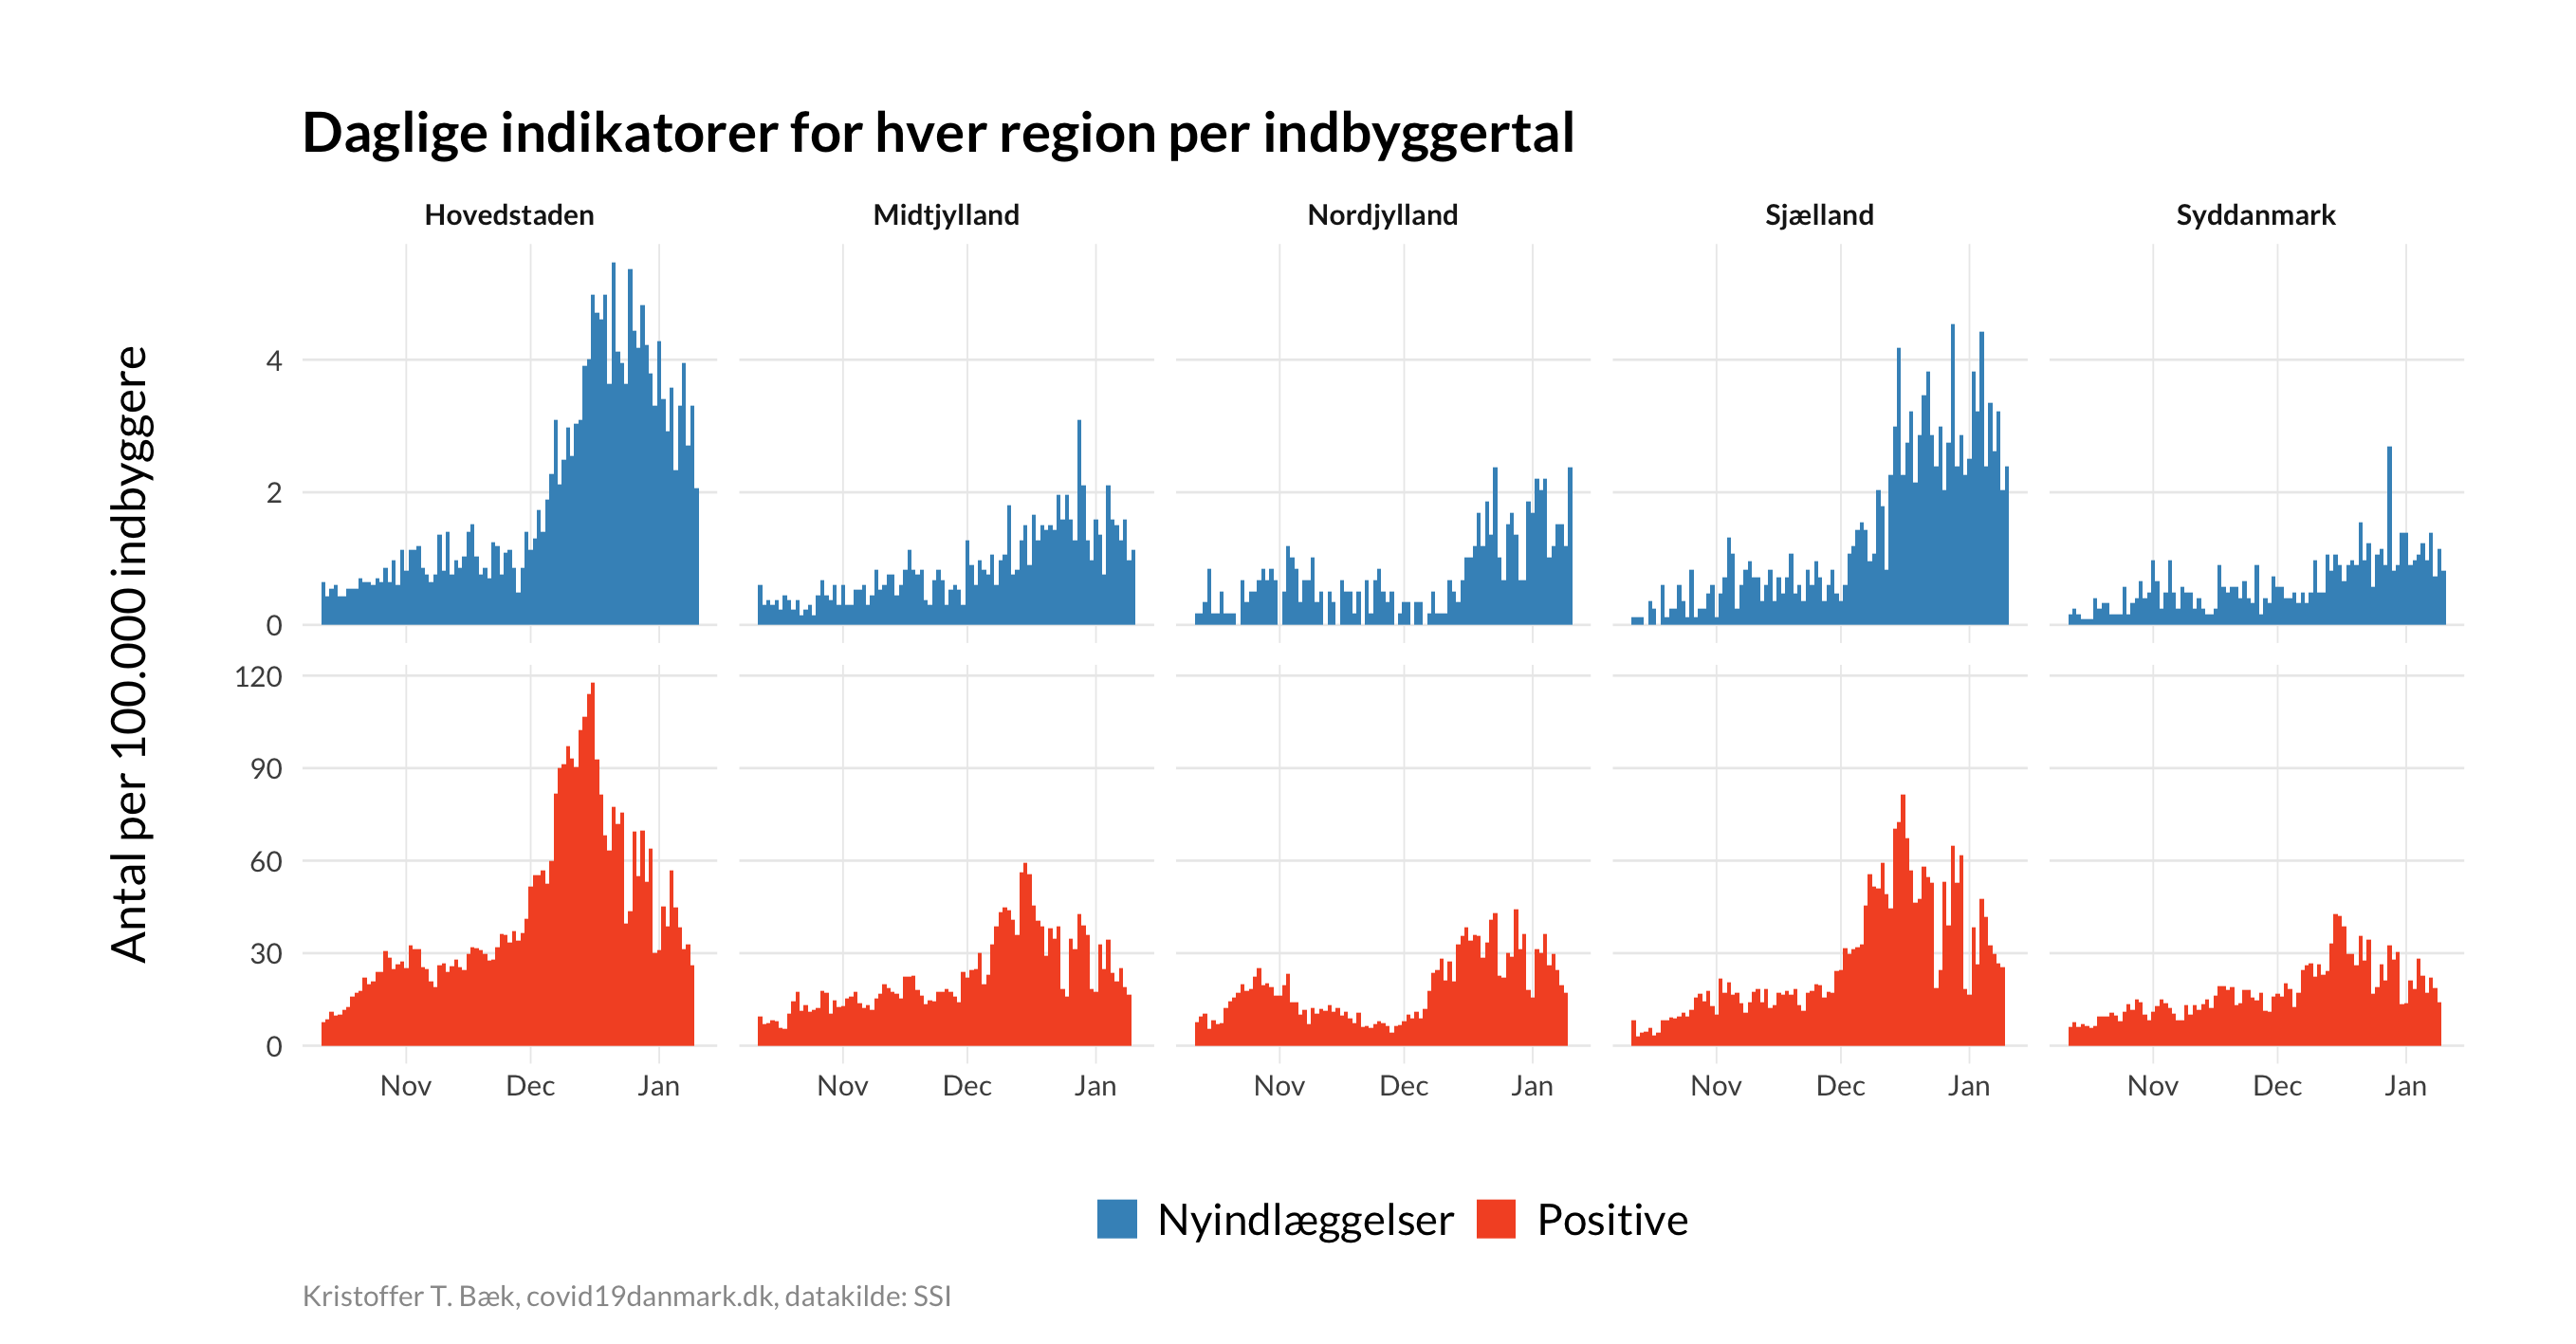 Daglige indikatorer for hver region per indbyggertal
Hovedstaden Midtjylland Nordjylland Sjælland Syddanmark
Antal per 100.000 indbyggere
4
2
0
120
90
60
30
0
Nov Dec Jan Nov Dec Jan Nov Dec Jan Nov Dec Jan Nov Dec Jan
Nyindlæggelser Positive
Kristoffer T. Bæk, covid19danmark.dk, datakilde: SSI